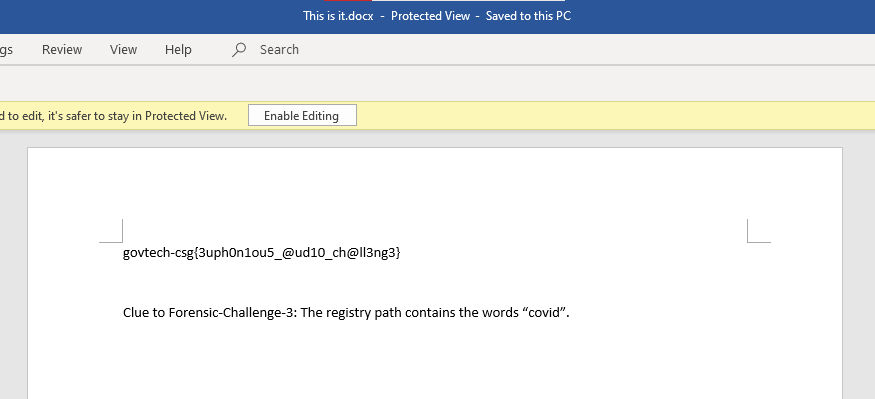 This is it.docx - Protected View - Saved to this PC
gs Review View Help Search
d to edit, it's safer to stay in Protected View. Enable Editing
govtech-csg{3uph0n1ou5_@ud10_ch@ll3ng3}
Clue to Forensic-Challenge-3: The registry path contains the words “covid”.